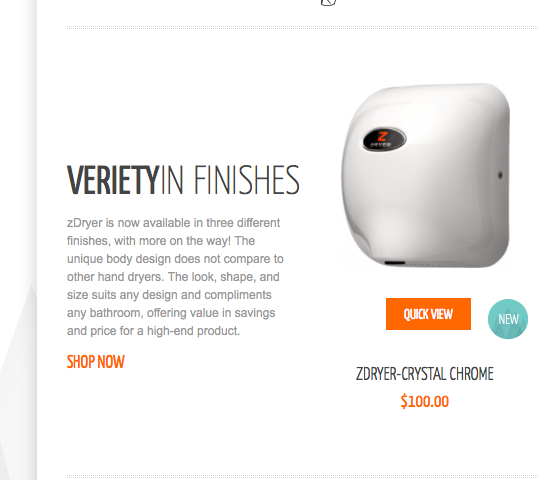 VERIETYIN FINISHES
zDryer is now available in three different
finishes, with more on the way! The
unique body design does not compare to
other hand dryers. The look, shape, and
size suits any design and compliments
any bathroom, offering value in savings
and price for a high-end product.
SHOP NOW
Z
DRYER
QUICK VIEW
NEW
ZDRYER-CRYSTAL CHROME
$100.00